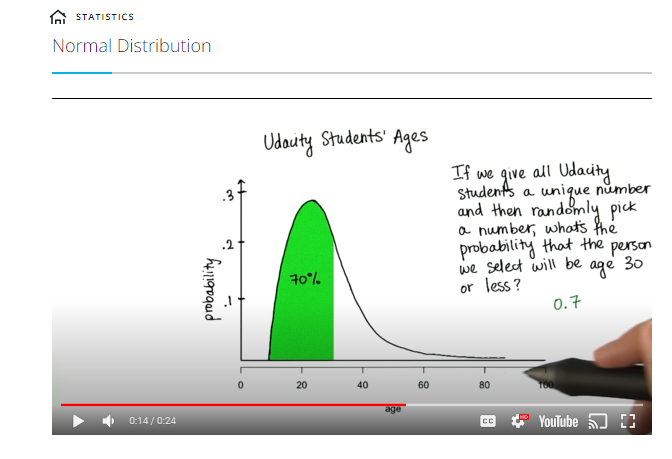 STATISTICS
Normal Distribution
Udacity Students' Ages
If we give all Udacity
students a unique number
and then randomly pick
a number, what's the
probability that the person
we select will be age 30
or less?
0.7
probability
.3
.2
.1
70%
0 20 40 60 80 100
age
0:14 / 0:24
CC
HD
YouTube